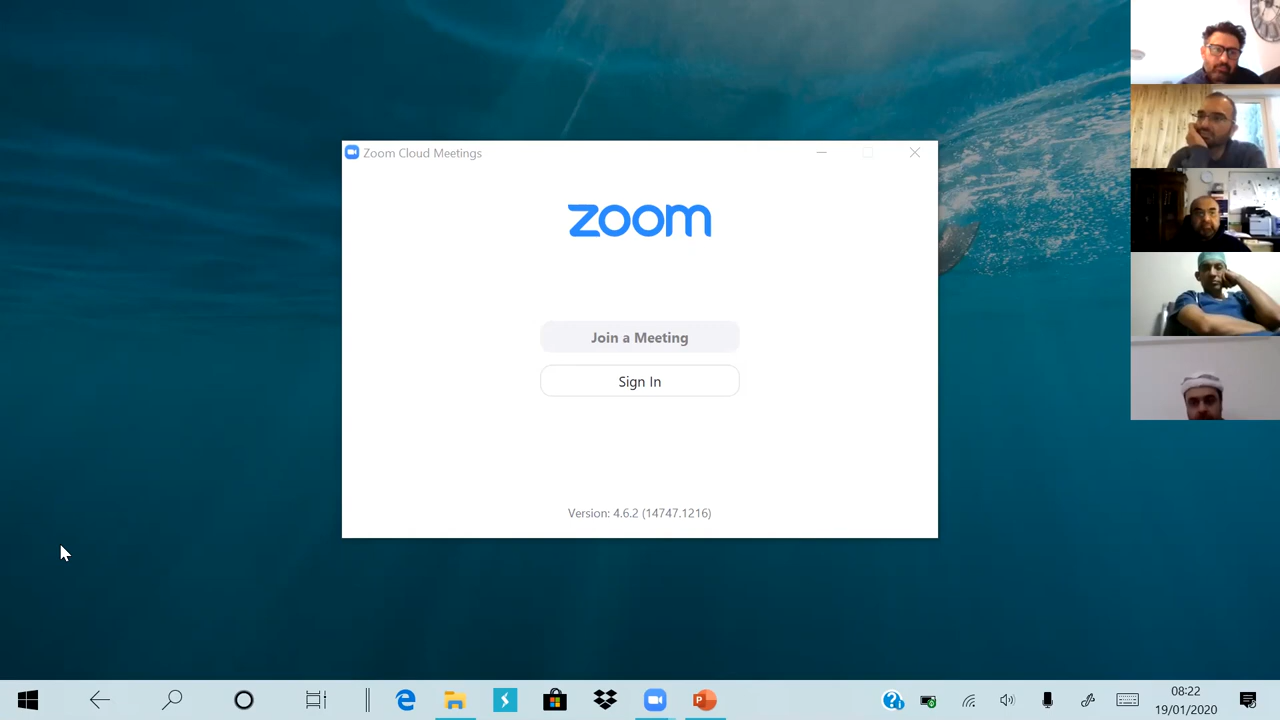 Zoom Cloud Meetings
zoom
Join a Meeting
Sign In
Version: 4.6.2 (14747.1216)
08:22
19/01/2020